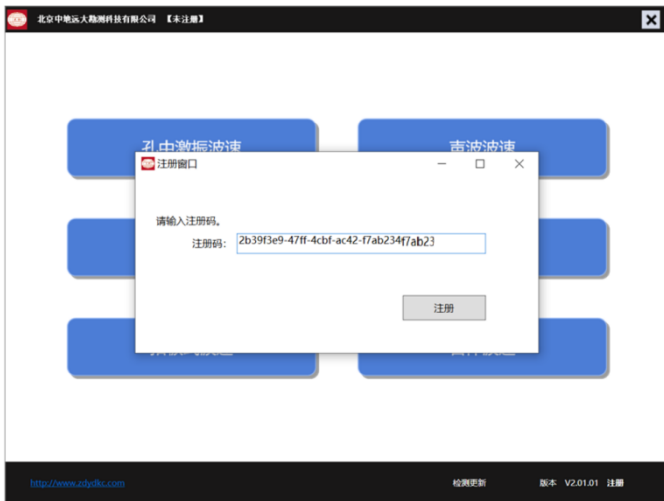 北京中地远大勘测科技有限公司 【未注册】
孔中激振波速
声波波速
注册窗口
请输入注册码。
注册码: 2b39f3e9-47ff-4cbf-ac42-f7ab234f7ab23
注册
http://www.zdydkc.com
检测更新
版本 V2.01.01 注册